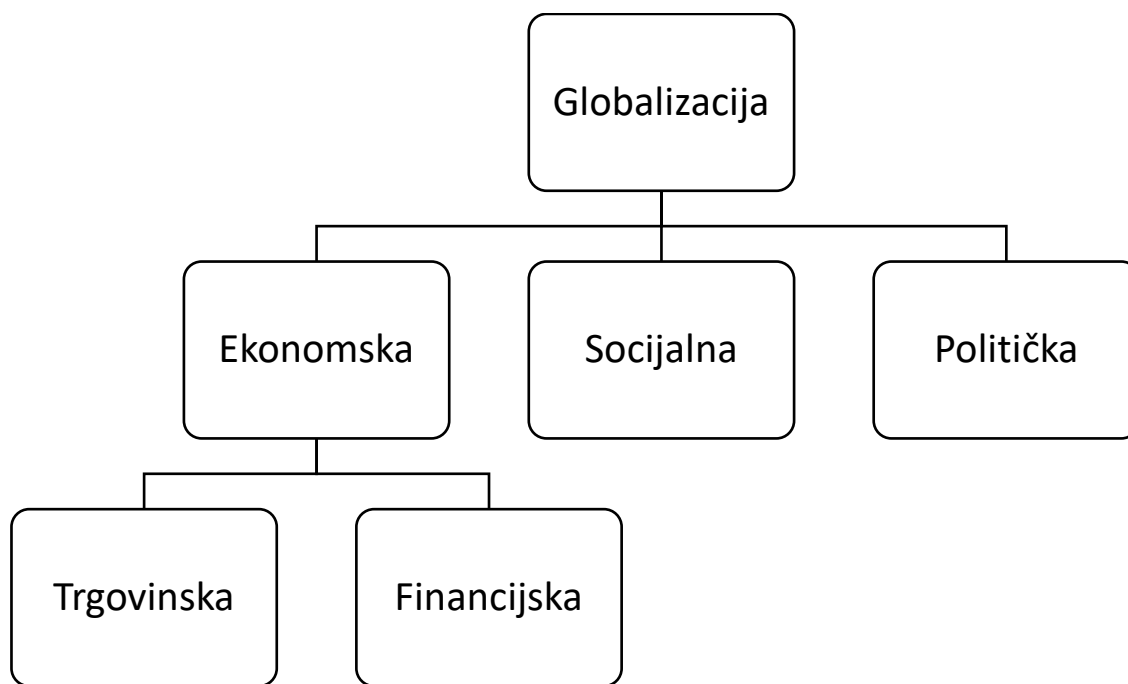 Globalizacija
Ekonomska
Socijalna
Politička
Trgovinska
Financijska